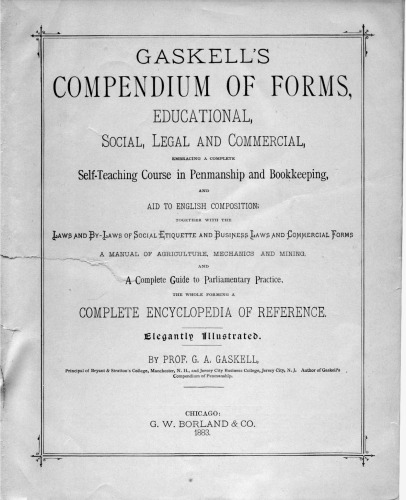 GASKELL'S
COMPENDIUM OF FORMS,
EDUCATIONAL,
SOCIAL, LEGAL AND COMMERCIAL,
EMBRACING A COMPLETE
Self-Teaching Course in Penmanship and Bookkeeping,
AND
AID TO ENGLISH COMPOSITION;
TOGETHER WITH THE
LAWS AND BY-LAWS OF SOCIAL ETIQUETTE AND BUSINESS LAWS AND COMMERCIAL FORMS
A MANUAL OF AGRICULTURE, MECHANICS AND MINING.
AND
A Complete Guide to Parliamentary Practice.
THE WHOLE FORMING A
COMPLETE ENCYCLOPEDIA OF REFERENCE.
Elegantly Illustrated.
BY PROF. G. A. GASKELL,
Principal of Bryant & Stratton's College, Manchester, N. H., and Jersey City Business College, Jersey City, N. J. Author of Gaskell's
Compendium of Penmanship.
CHICAGO:
G. W. BORLAND & CO.
1883.